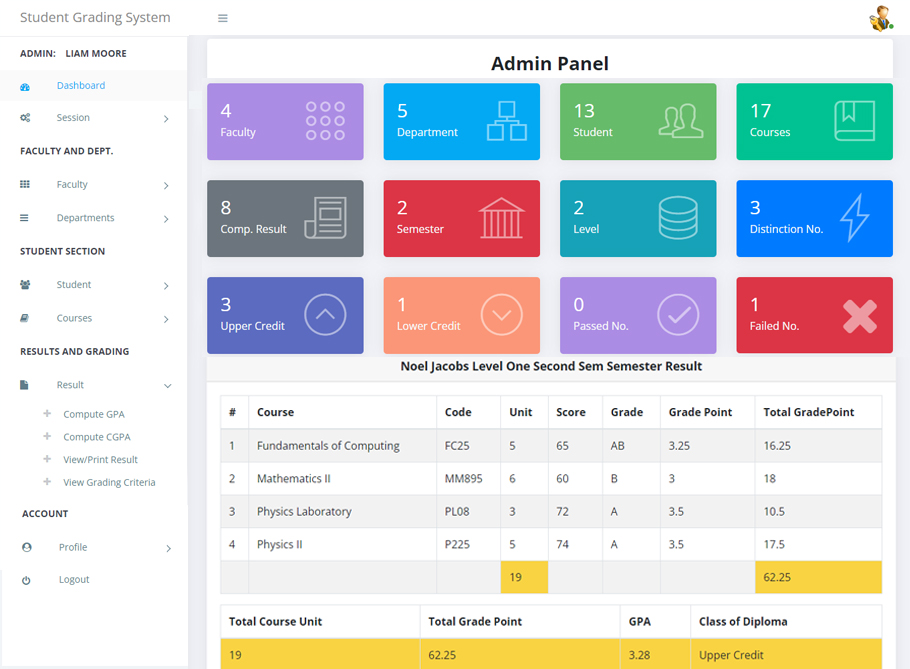 Student Grading System
ADMIN: LIAM MOORE
Dashboard
Session
FACULTY AND DEPT.
Faculty
Departments
STUDENT SECTION
Student
Courses
RESULTS AND GRADING
Result
Compute GPA
Compute CGPA
View/Print Result
View Grading Criteria
ACCOUNT
Profile
Logout
Admin Panel
4
Faculty
5
Department
13
Student
17
Courses
8
Comp. Result
2
Semester
2
Level
3
Distinction No.
3
Upper Credit
1
Lower Credit
0
Passed No.
1
Failed No.
Noel Jacobs Level One Second Sem Semester Result
# Course Code Unit Score Grade Grade Point Total GradePoint
1 Fundamentals of Computing FC25 5 65 AB 3.25 16.25
2 Mathematics II MM895 6 60 B 3 18
3 Physics Laboratory PL08 3 72 A 3.5 10.5
4 Physics II P225 5 74 A 3.5 17.5
19 62.25
Total Course Unit Total Grade Point GPA Class of Diploma
19 62.25 3.28 Upper Credit